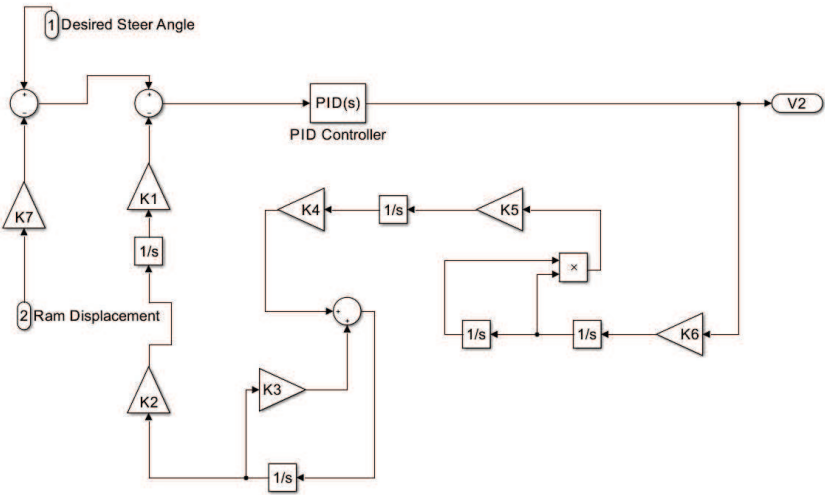 1 Desired Steer Angle
+
-
+
-
PID(s)
PID Controller
V2
K7
K1
K4
1/s
K5
1/s
×
2 Ram Displacement
+
+
1/s
1/s
K6
K2
K3
1/s